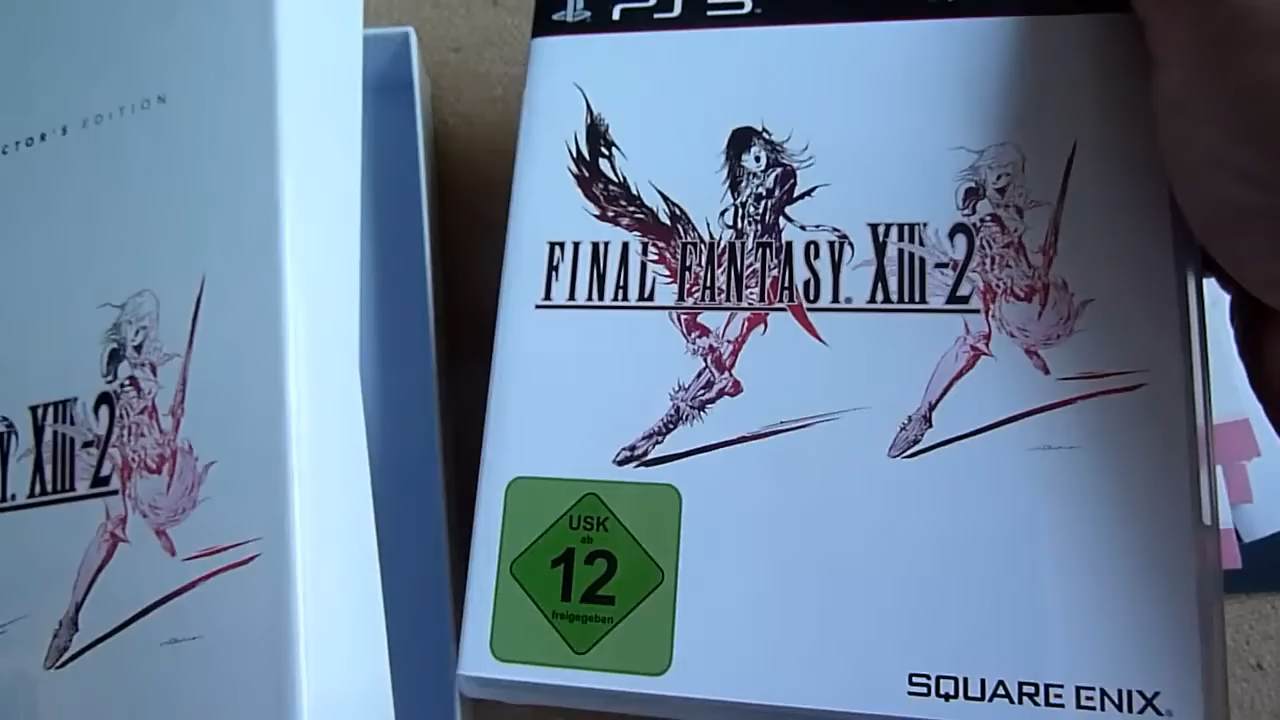 CTOR'S EDITION
Y. XIII-2
PS3
FINAL FANTASY. XIII-2
USK
ab
12
freigegeben
SQUARE ENIX.